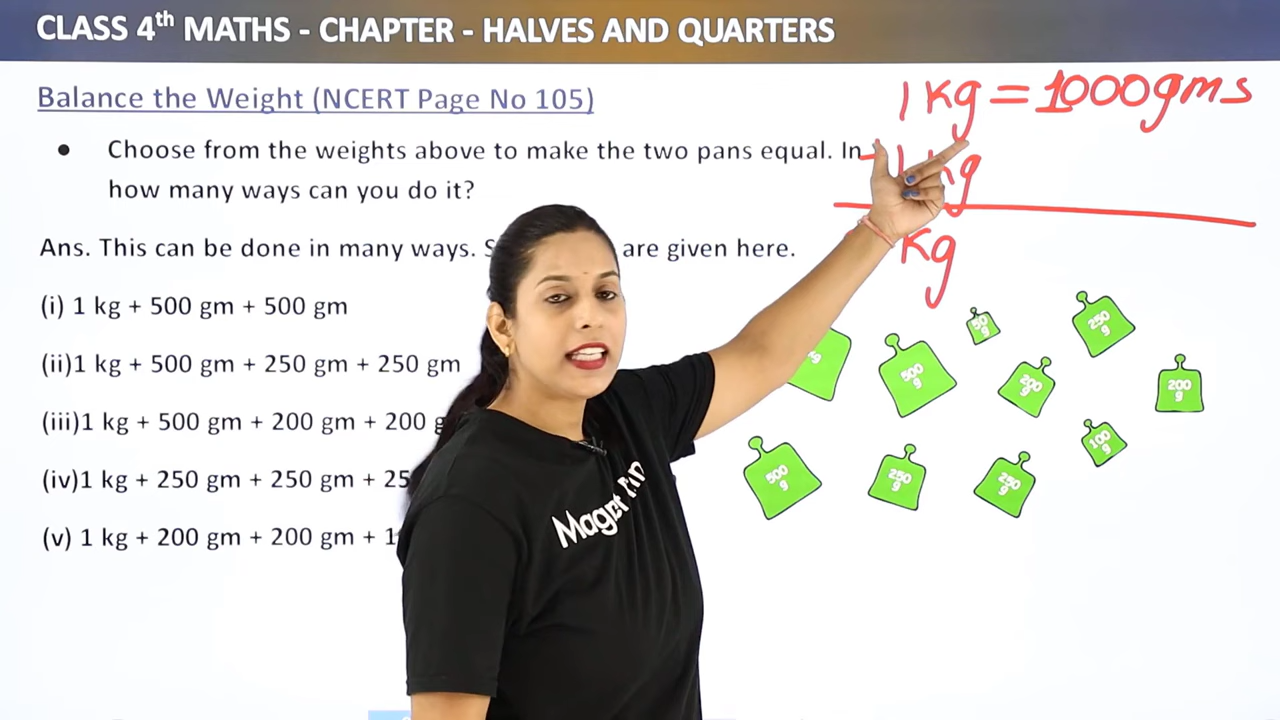 CLASS 4th MATHS - CHAPTER - HALVES AND QUARTERS
Balance the Weight (NCERT Page No 105)
1 kg = 1000gms
● Choose from the weights above to make the two pans equal. In
how many ways can you do it?
1 kg
kg
Ans. This can be done in many ways. are given here.
(i) 1 kg + 500 gm + 500 gm
(ii)1 kg + 500 gm + 250 gm + 250 gm
(iii)1 kg + 500 gm + 200 gm + 200
(iv)1 kg + 250 gm + 250 gm +
(v) 1 kg + 200 gm + 200 gm +
50 g
250 g
500 g
200 g
200 g
100 g
500 g
250 g
250 g